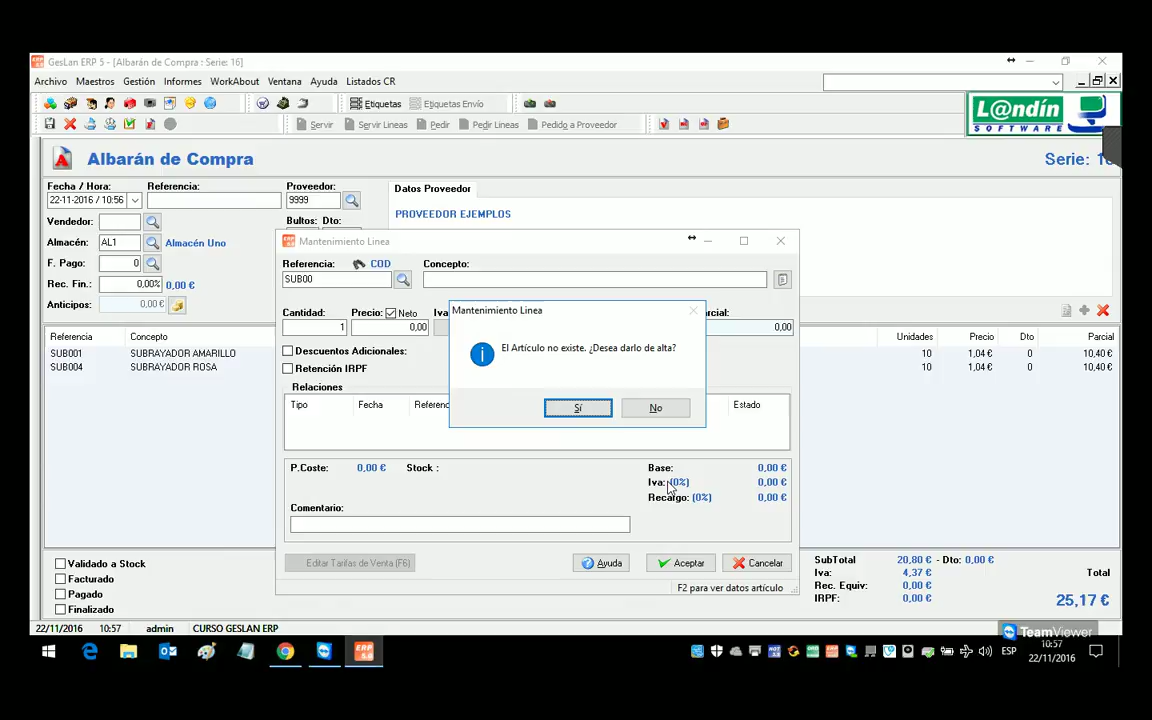 GesLan ERP 5 - [Albarán de Compra : Serie: 16]
Archivo Maestros Gestión Informes WorkAbout Ventana Ayuda Listados CR
Etiquetas Etiquetas Envío
Servir Servir Lineas Pedir Pedir Lineas Pedido a Proveedor
L@ndín
SOFTWARE
Albarán de Compra
Serie:
Fecha / Hora: Referencia: Proveedor: Datos Proveedor
22-11-2016 / 10:56 9999
PROVEEDOR EJEMPLOS
Vendedor: Bultos: Dto:
Almacén: AL1 Almacén Uno
F. Pago: 0
Rec. Fin.: 0,00% 0,00 €
Anticipos: 0,00 €
Referencia Concepto Unidades Precio Dto Parcial
SUB001 SUBRAYADOR AMARILLO 10 1,04 € 0 10,40 €
SUB004 SUBRAYADOR ROSA 10 1,04 € 0 10,40 €
ERP 5.0 Mantenimiento Linea
Referencia: COD Concepto:
SUB00
Cantidad: Precio: Neto Iva
1 0,00 0,00
Descuentos Adicionales:
Retención IRPF
Relaciones
Tipo Fecha Estado
Mantenimiento Linea
El Artículo no existe. ¿Desea darlo de alta?
Sí No
P.Coste: 0,00 € Stock : Base: 0,00 €
Iva: (0%) 0,00 €
Recargo: (0%) 0,00 €
Comentario:
Editar Tarifas de Venta (F6) Ayuda Aceptar Cancelar
F2 para ver datos artículo
Validado a Stock
Facturado
Pagado
Finalizado
SubTotal 20,80 € - Dto: 0,00 €
Iva: 4,37 € Total
Rec. Equiv: 0,00 €
IRPF: 0,00 € 25,17 €
22/11/2016 10:57 admin CURSO GESLAN ERP
TeamViewer
ESP 10:57
22/11/2016